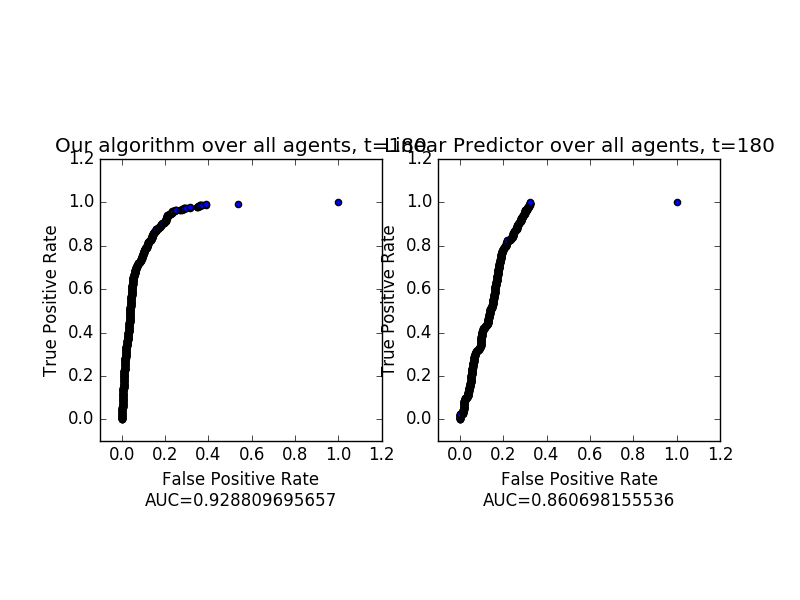 Our algorithm over all agents, t=180
1.2
1.0
0.8
0.6
0.4
0.2
0.0
True Positive Rate
0.0 0.2 0.4 0.6 0.8 1.0 1.2
False Positive Rate
AUC=0.928809695657
Linear Predictor over all agents, t=180
1.2
1.0
0.8
0.6
0.4
0.2
0.0
True Positive Rate
0.0 0.2 0.4 0.6 0.8 1.0 1.2
False Positive Rate
AUC=0.860698155536